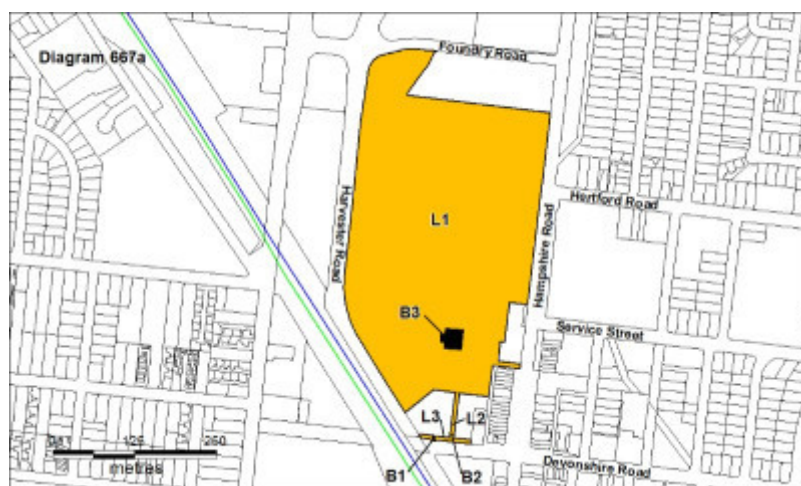 Diagram 667a
Foundry Road
Harvester Road
L1
Hertford Road
Hampshire Road
B3
Service Street
L3
L2
B1
B2
Devonshire Road
125
250
metres